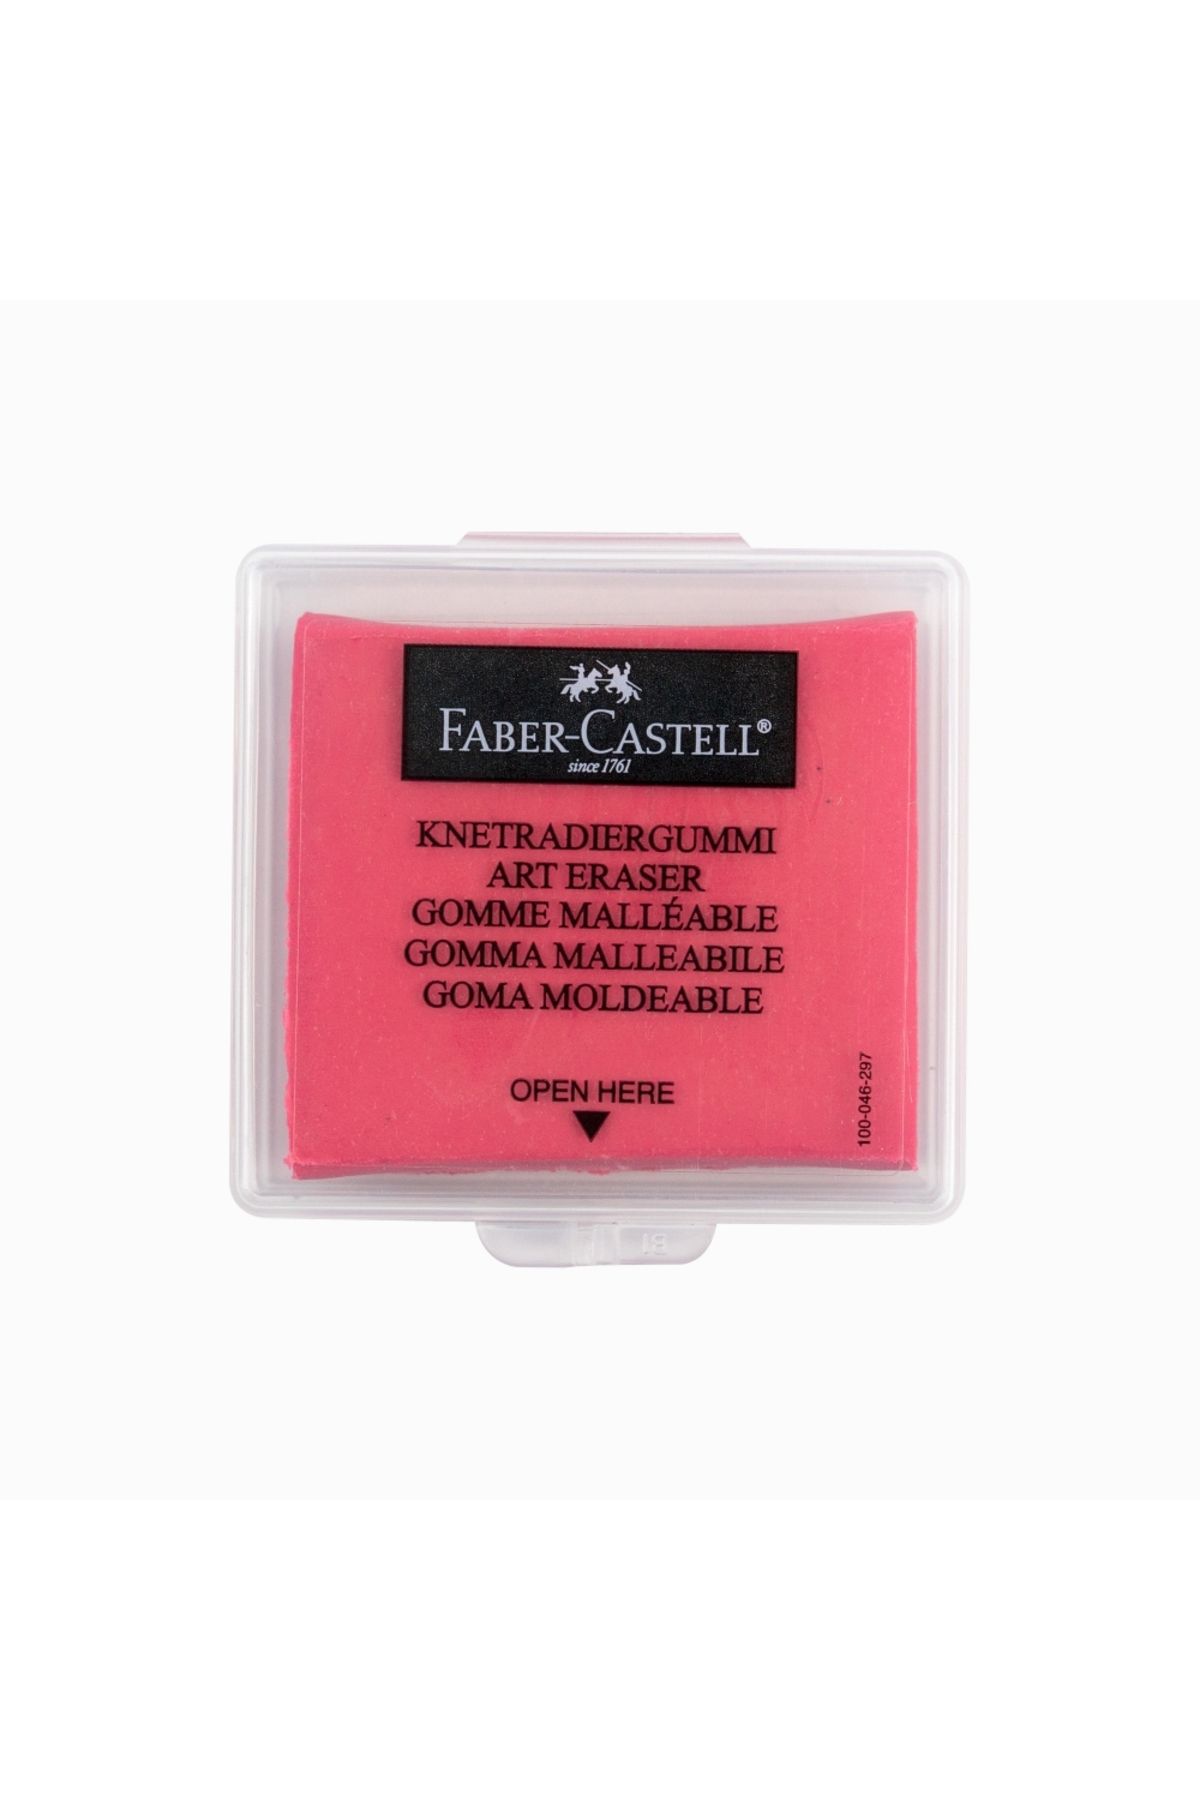 FABER-CASTELL®
since 1761
KNETRADIERGUMMI
ART ERASER
GOMME MALLÉABLE
GOMMA MALLEABILE
GOMA MOLDEABLE
OPEN HERE
100-046-297